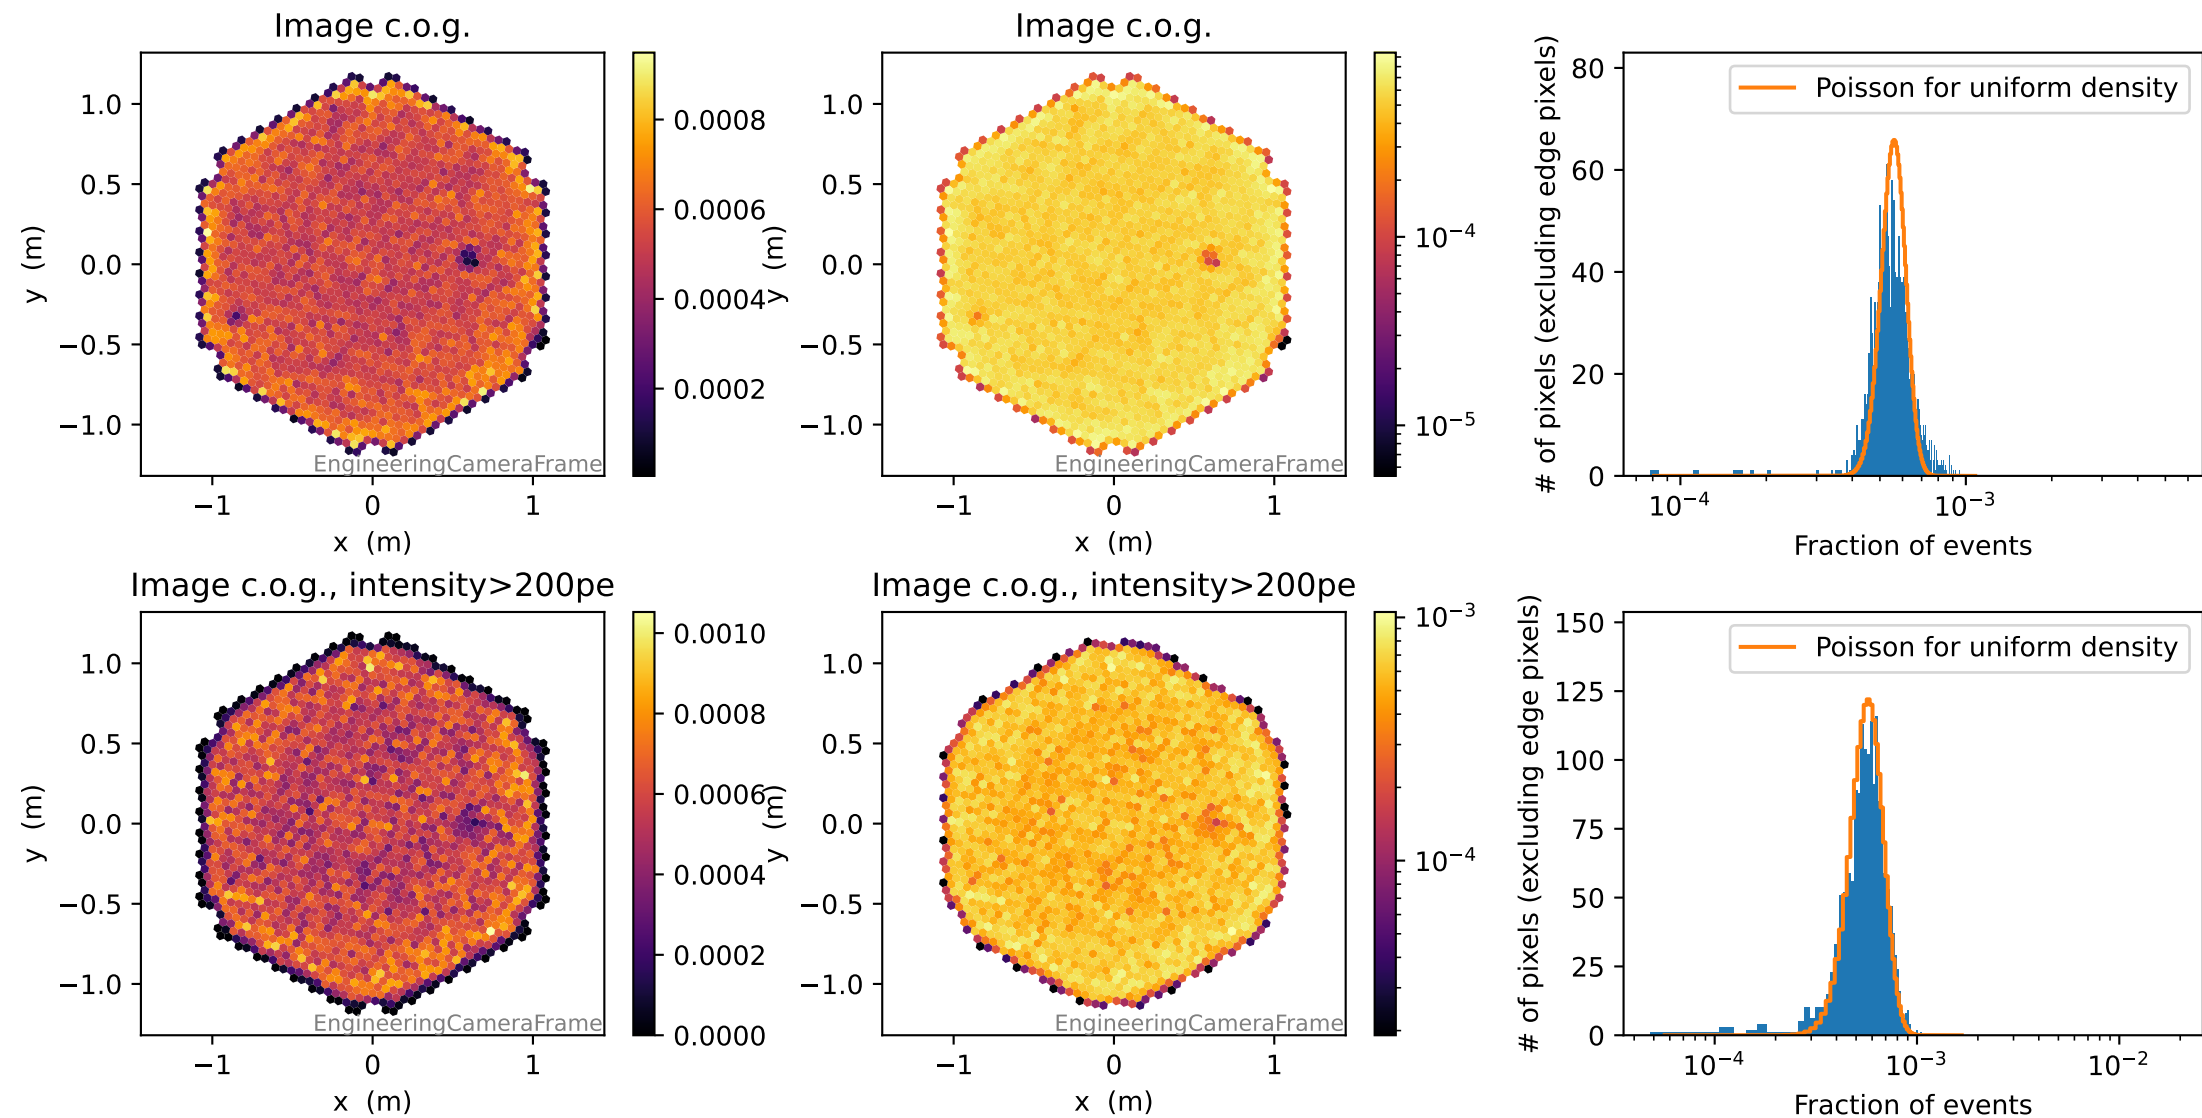 Image c.o.g.
1.0
0.5
0.0
−0.5
−1.0
y (m)
EngineeringCameraFrame
−1
0
1
x (m)
0.0008
0.0006
0.0004
0.0002
Image c.o.g.
1.0
0.5
0.0
−0.5
−1.0
y (m)
EngineeringCameraFrame
−1
0
1
x (m)
10⁻⁴
10⁻⁵
Poisson for uniform density
80
60
40
20
0
# of pixels (excluding edge pixels)
10⁻⁴
10⁻³
Fraction of events
Image c.o.g., intensity>200pe
1.0
0.5
0.0
−0.5
−1.0
y (m)
EngineeringCameraFrame
−1
0
1
x (m)
0.0010
0.0008
0.0006
0.0004
0.0002
0.0000
Image c.o.g., intensity>200pe
1.0
0.5
0.0
−0.5
−1.0
y (m)
EngineeringCameraFrame
−1
0
1
x (m)
10⁻³
10⁻⁴
Poisson for uniform density
150
125
100
75
50
25
0
# of pixels (excluding edge pixels)
10⁻⁴
10⁻³
10⁻²
Fraction of events